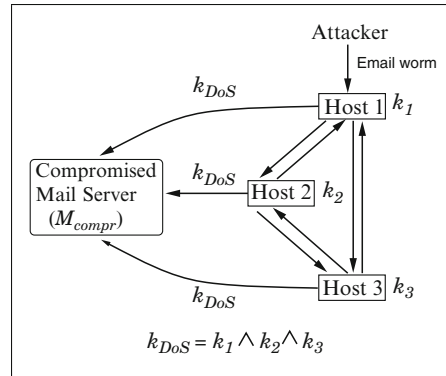 Attacker
Email worm
k_DoS
Host 1 k_1
Compromised
Mail Server
(M_compr)
k_DoS
Host 2 k_2
Host 3 k_3
k_DoS
k_DoS = k_1 ∧ k_2 ∧ k_3